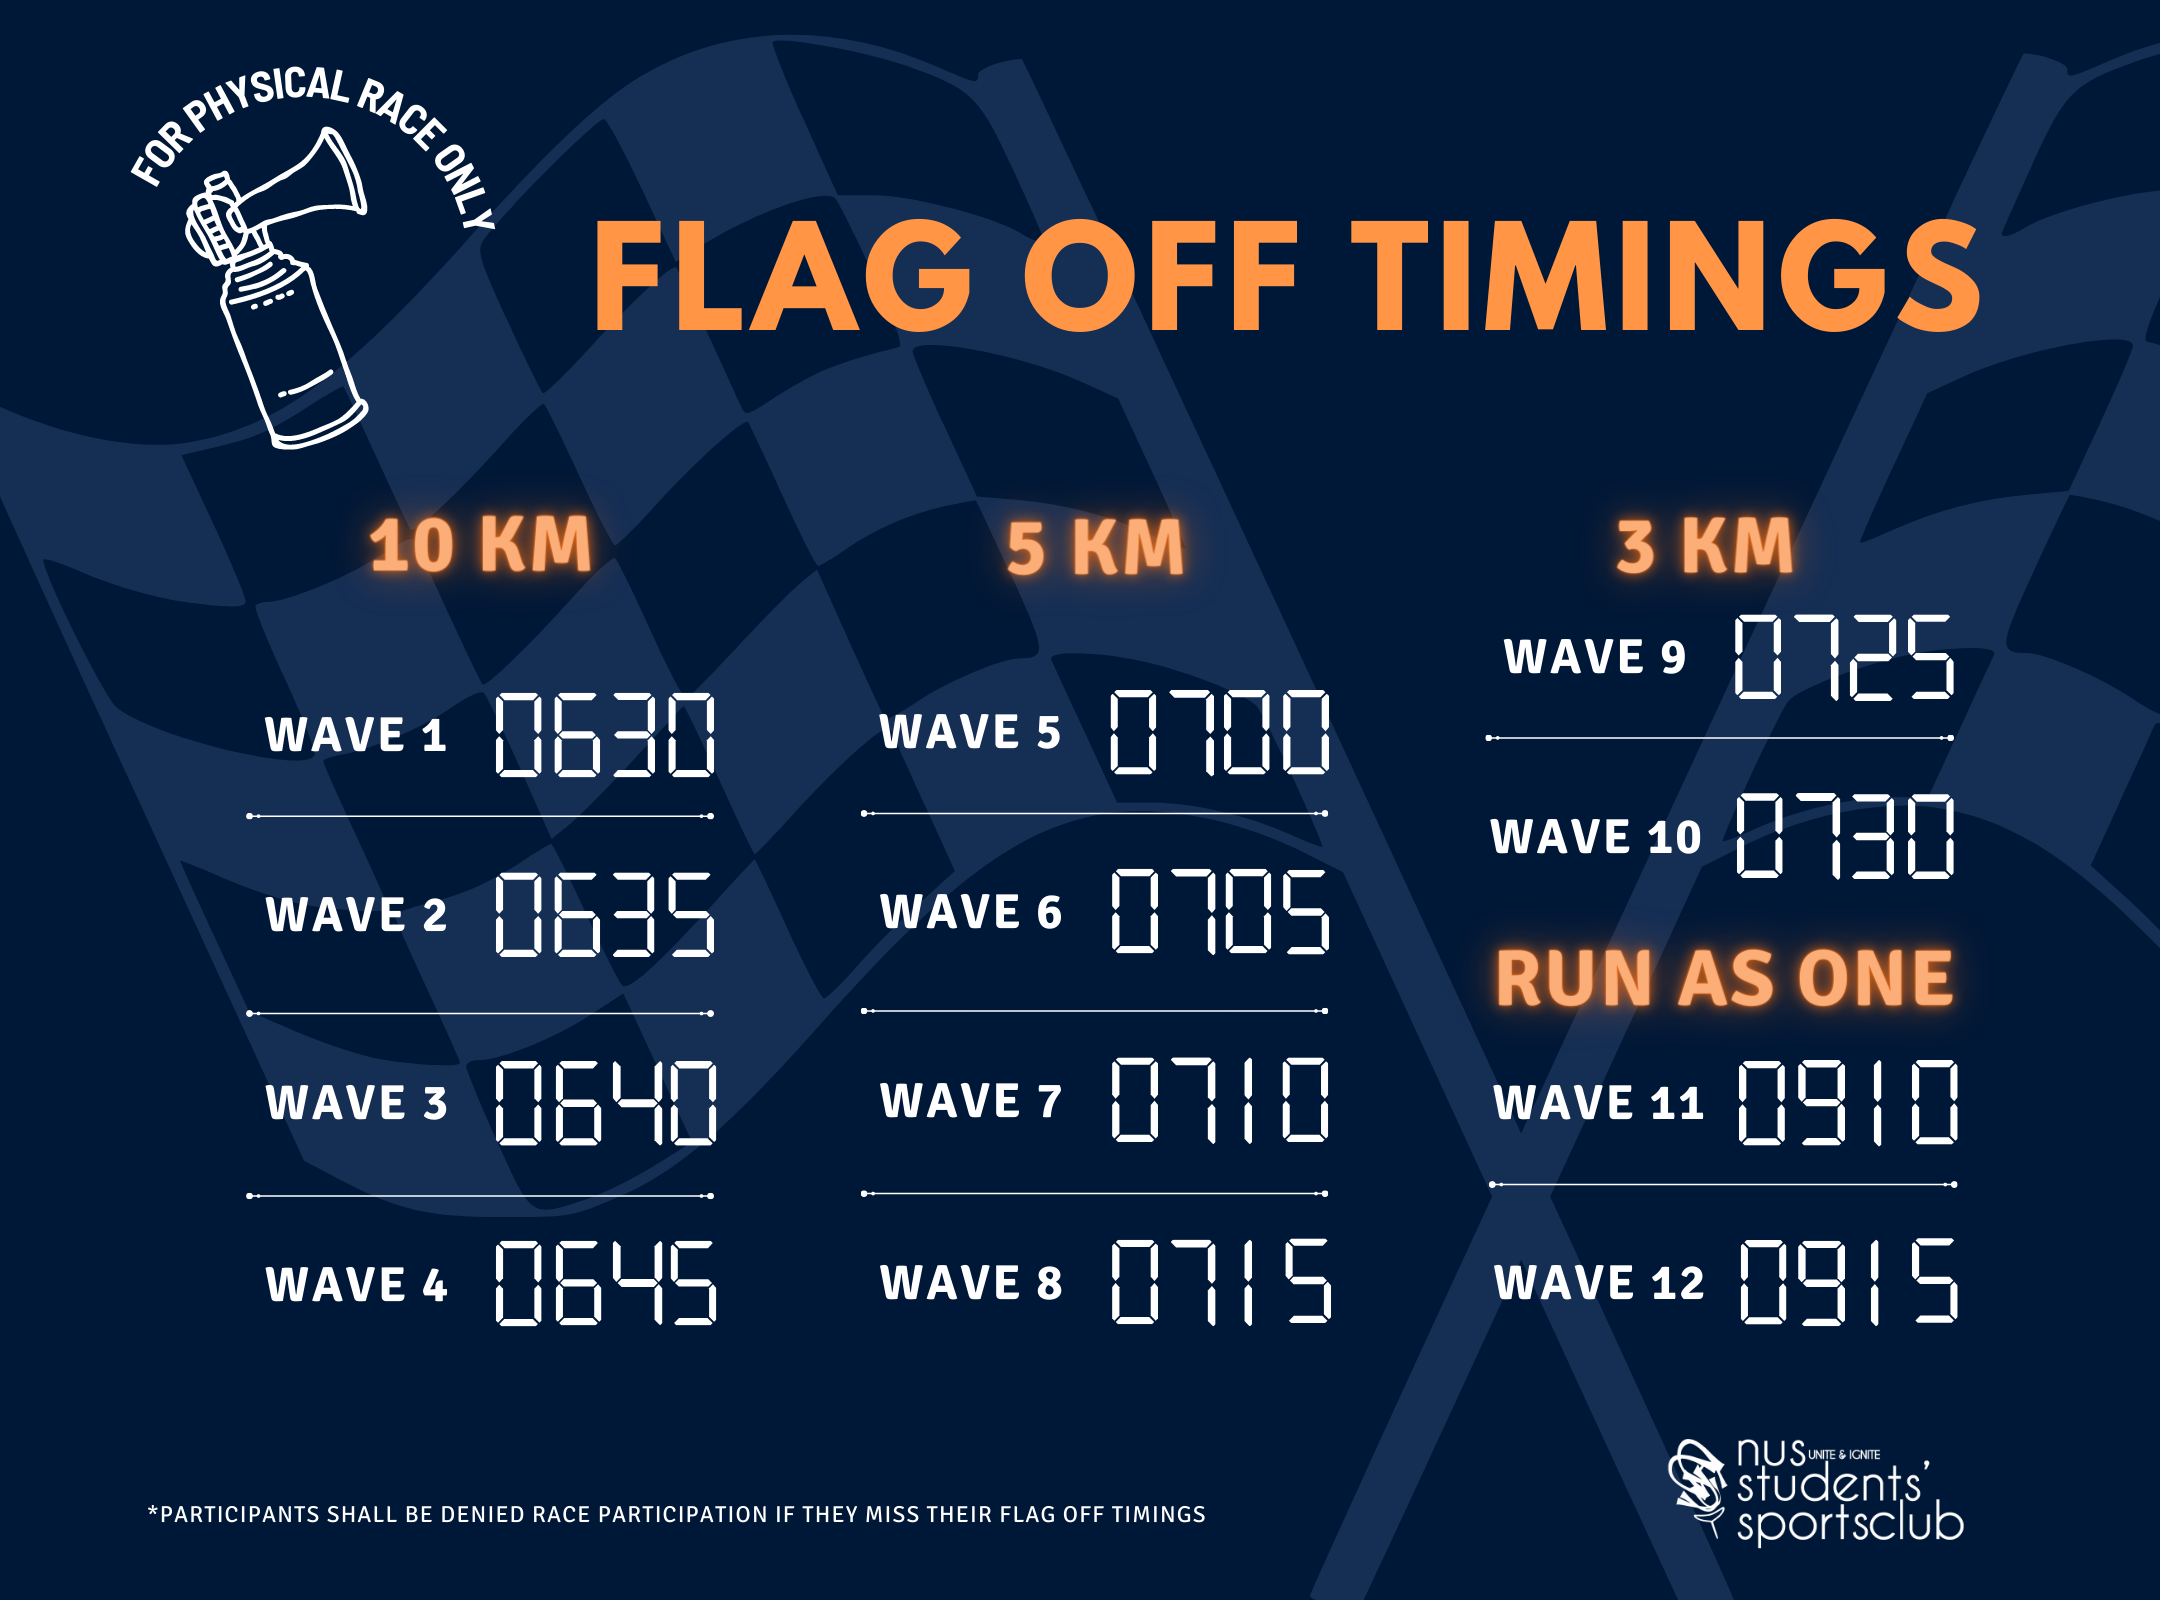 FOR PHYSICAL RACE ONLY
FLAG OFF TIMINGS
10 KM
WAVE 1 0630
WAVE 2 0635
WAVE 3 0640
WAVE 4 0645
5 KM
WAVE 5 0700
WAVE 6 0705
WAVE 7 0710
WAVE 8 0715
3 KM
WAVE 9 0725
WAVE 10 0730
RUN AS ONE
WAVE 11 0910
WAVE 12 0915
*PARTICIPANTS SHALL BE DENIED RACE PARTICIPATION IF THEY MISS THEIR FLAG OFF TIMINGS
nus UNITE & IGNITE
students'
sportsclub